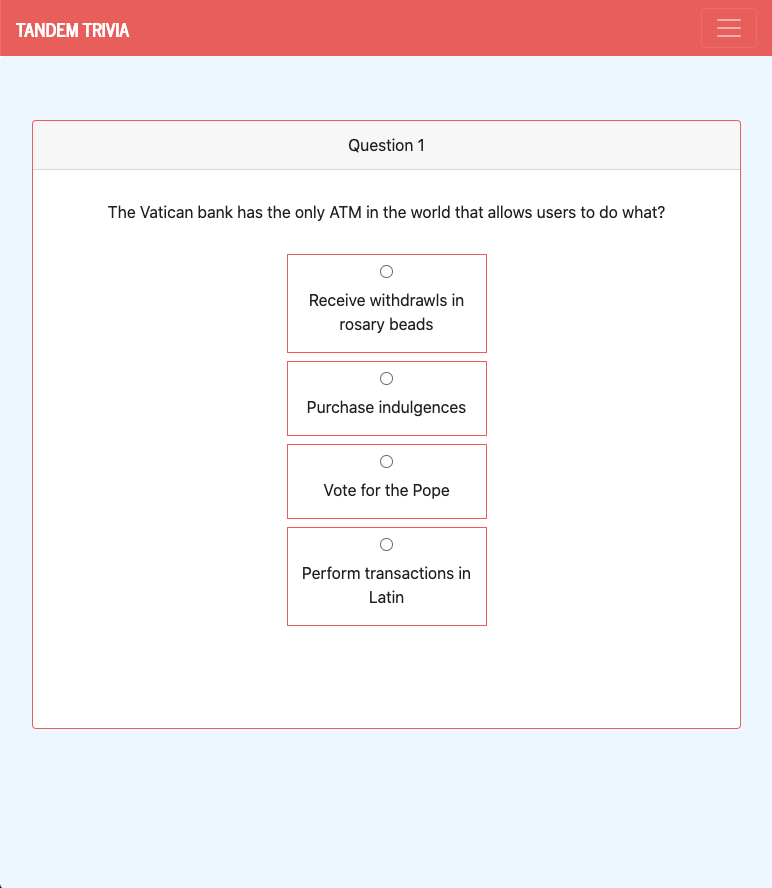 TANDEM TRIVIA
Question 1
The Vatican bank has the only ATM in the world that allows users to do what?
Receive withdrawls in
rosary beads
Purchase indulgences
Vote for the Pope
Perform transactions in
Latin